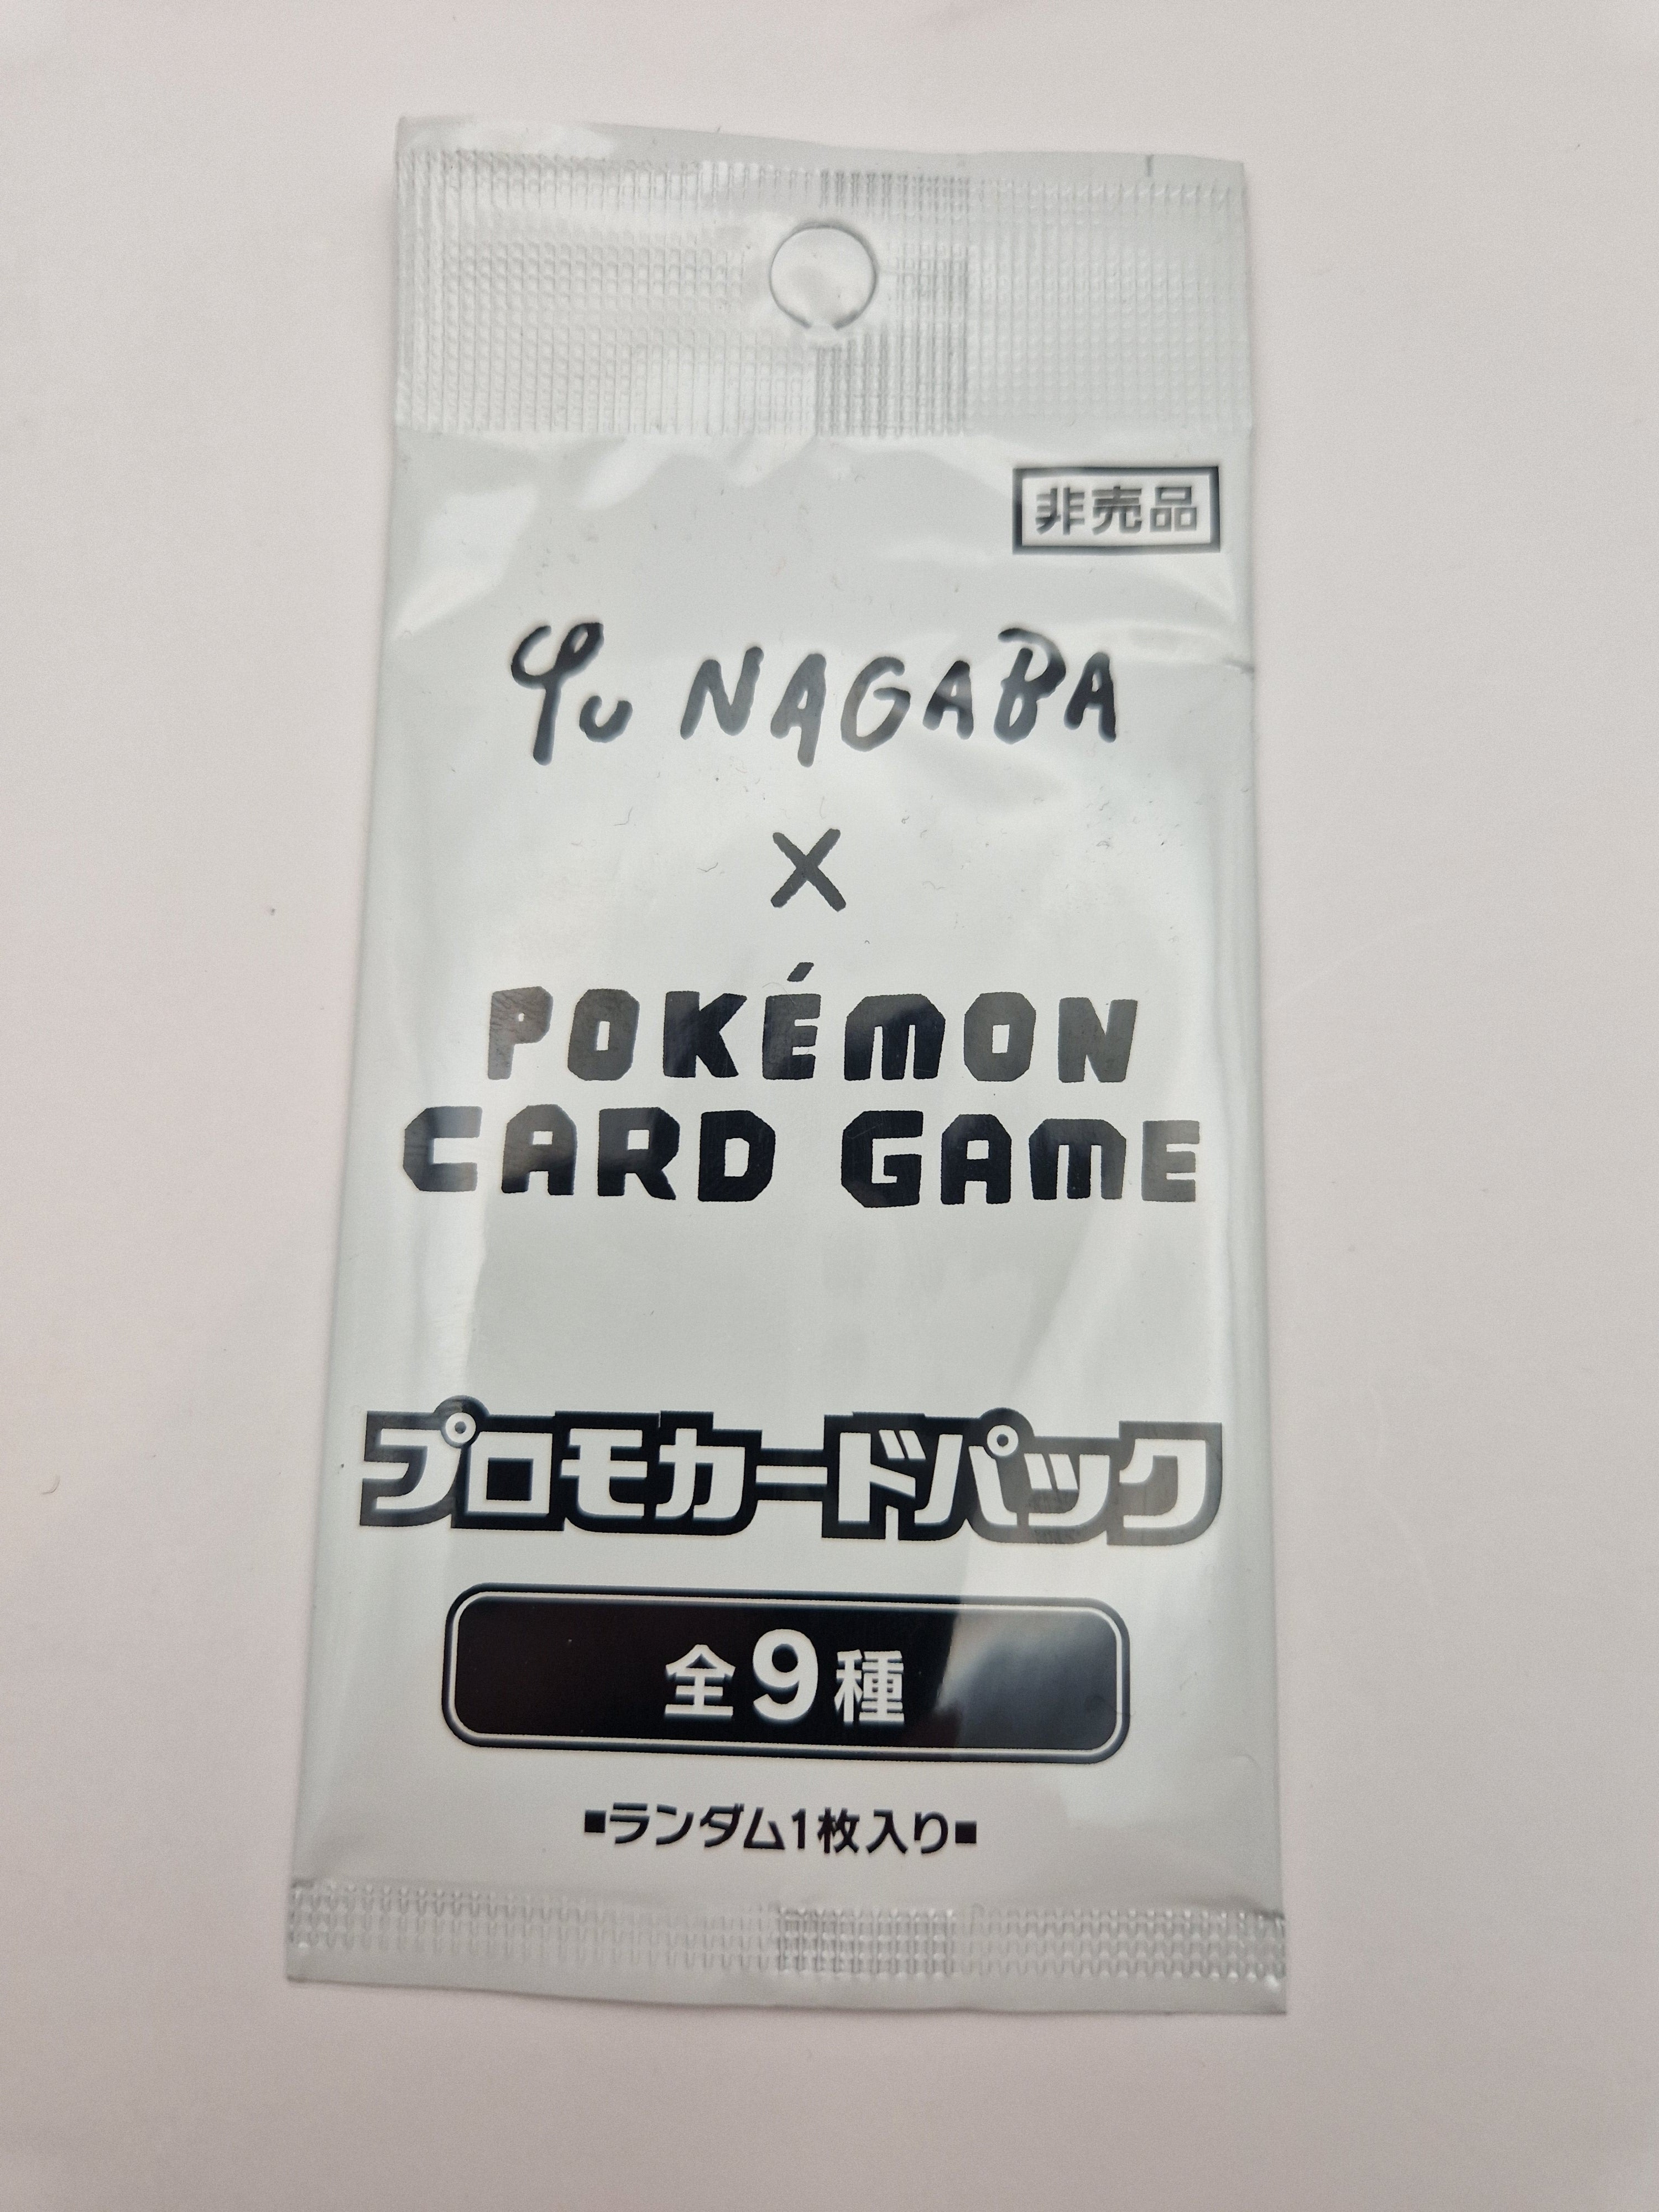 非売品
Yu NAGABA
×
POKÉMON
CARD GAME
プロモカードパック
全9種
■ランダム1枚入り■